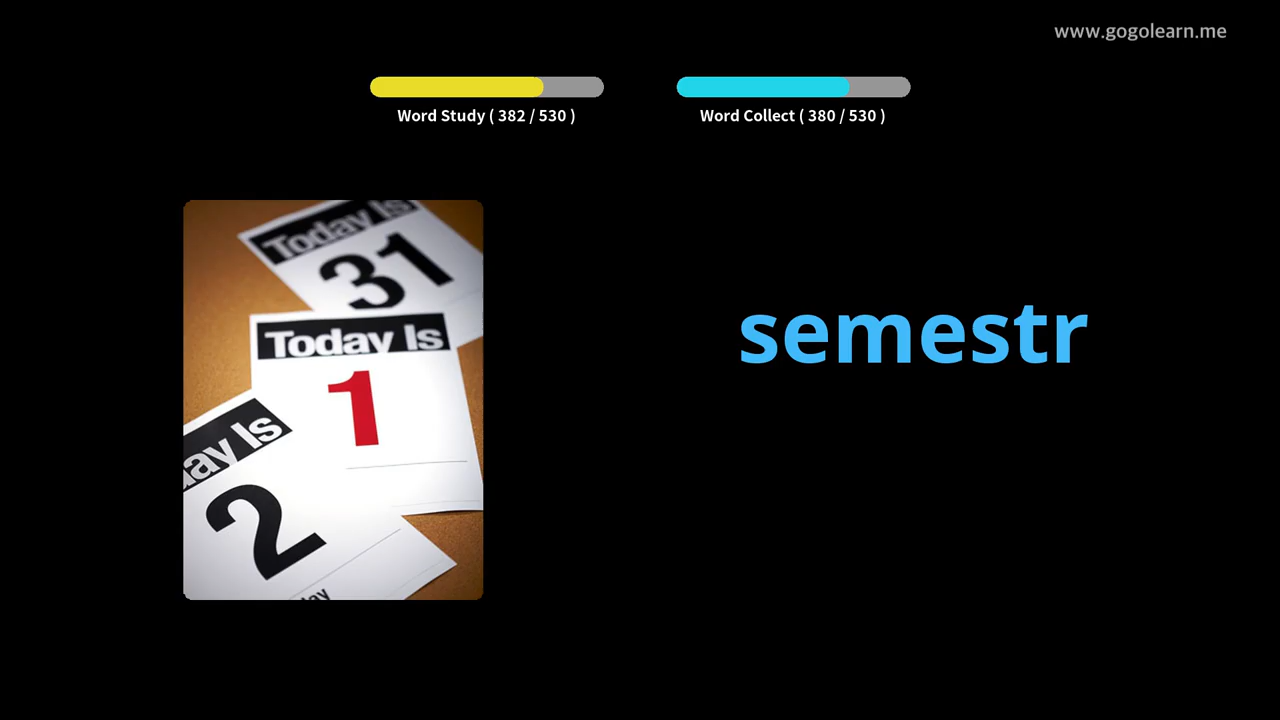 www.gogolearn.me
Word Study ( 382 / 530 )
Word Collect ( 380 / 530 )
Today Is
31
Today Is
1
semestr
ay Is
2